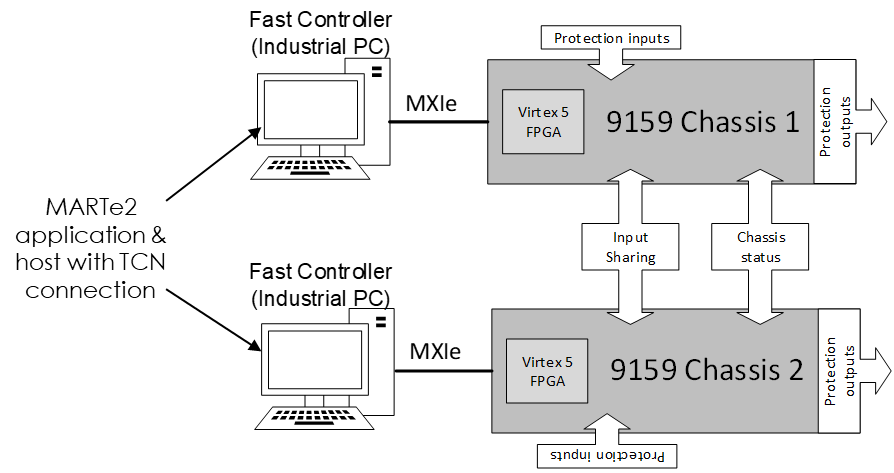 Fast Controller
(Industrial PC)
MXIe
Protection inputs
Virtex 5
FPGA
9159 Chassis 1
Protection
outputs
MARTe2
application &
host with TCN
connection
Input
Sharing
Chassis
status
Fast Controller
(Industrial PC)
MXIe
Virtex 5
FPGA
9159 Chassis 2
Protection
outputs
Protection inputs